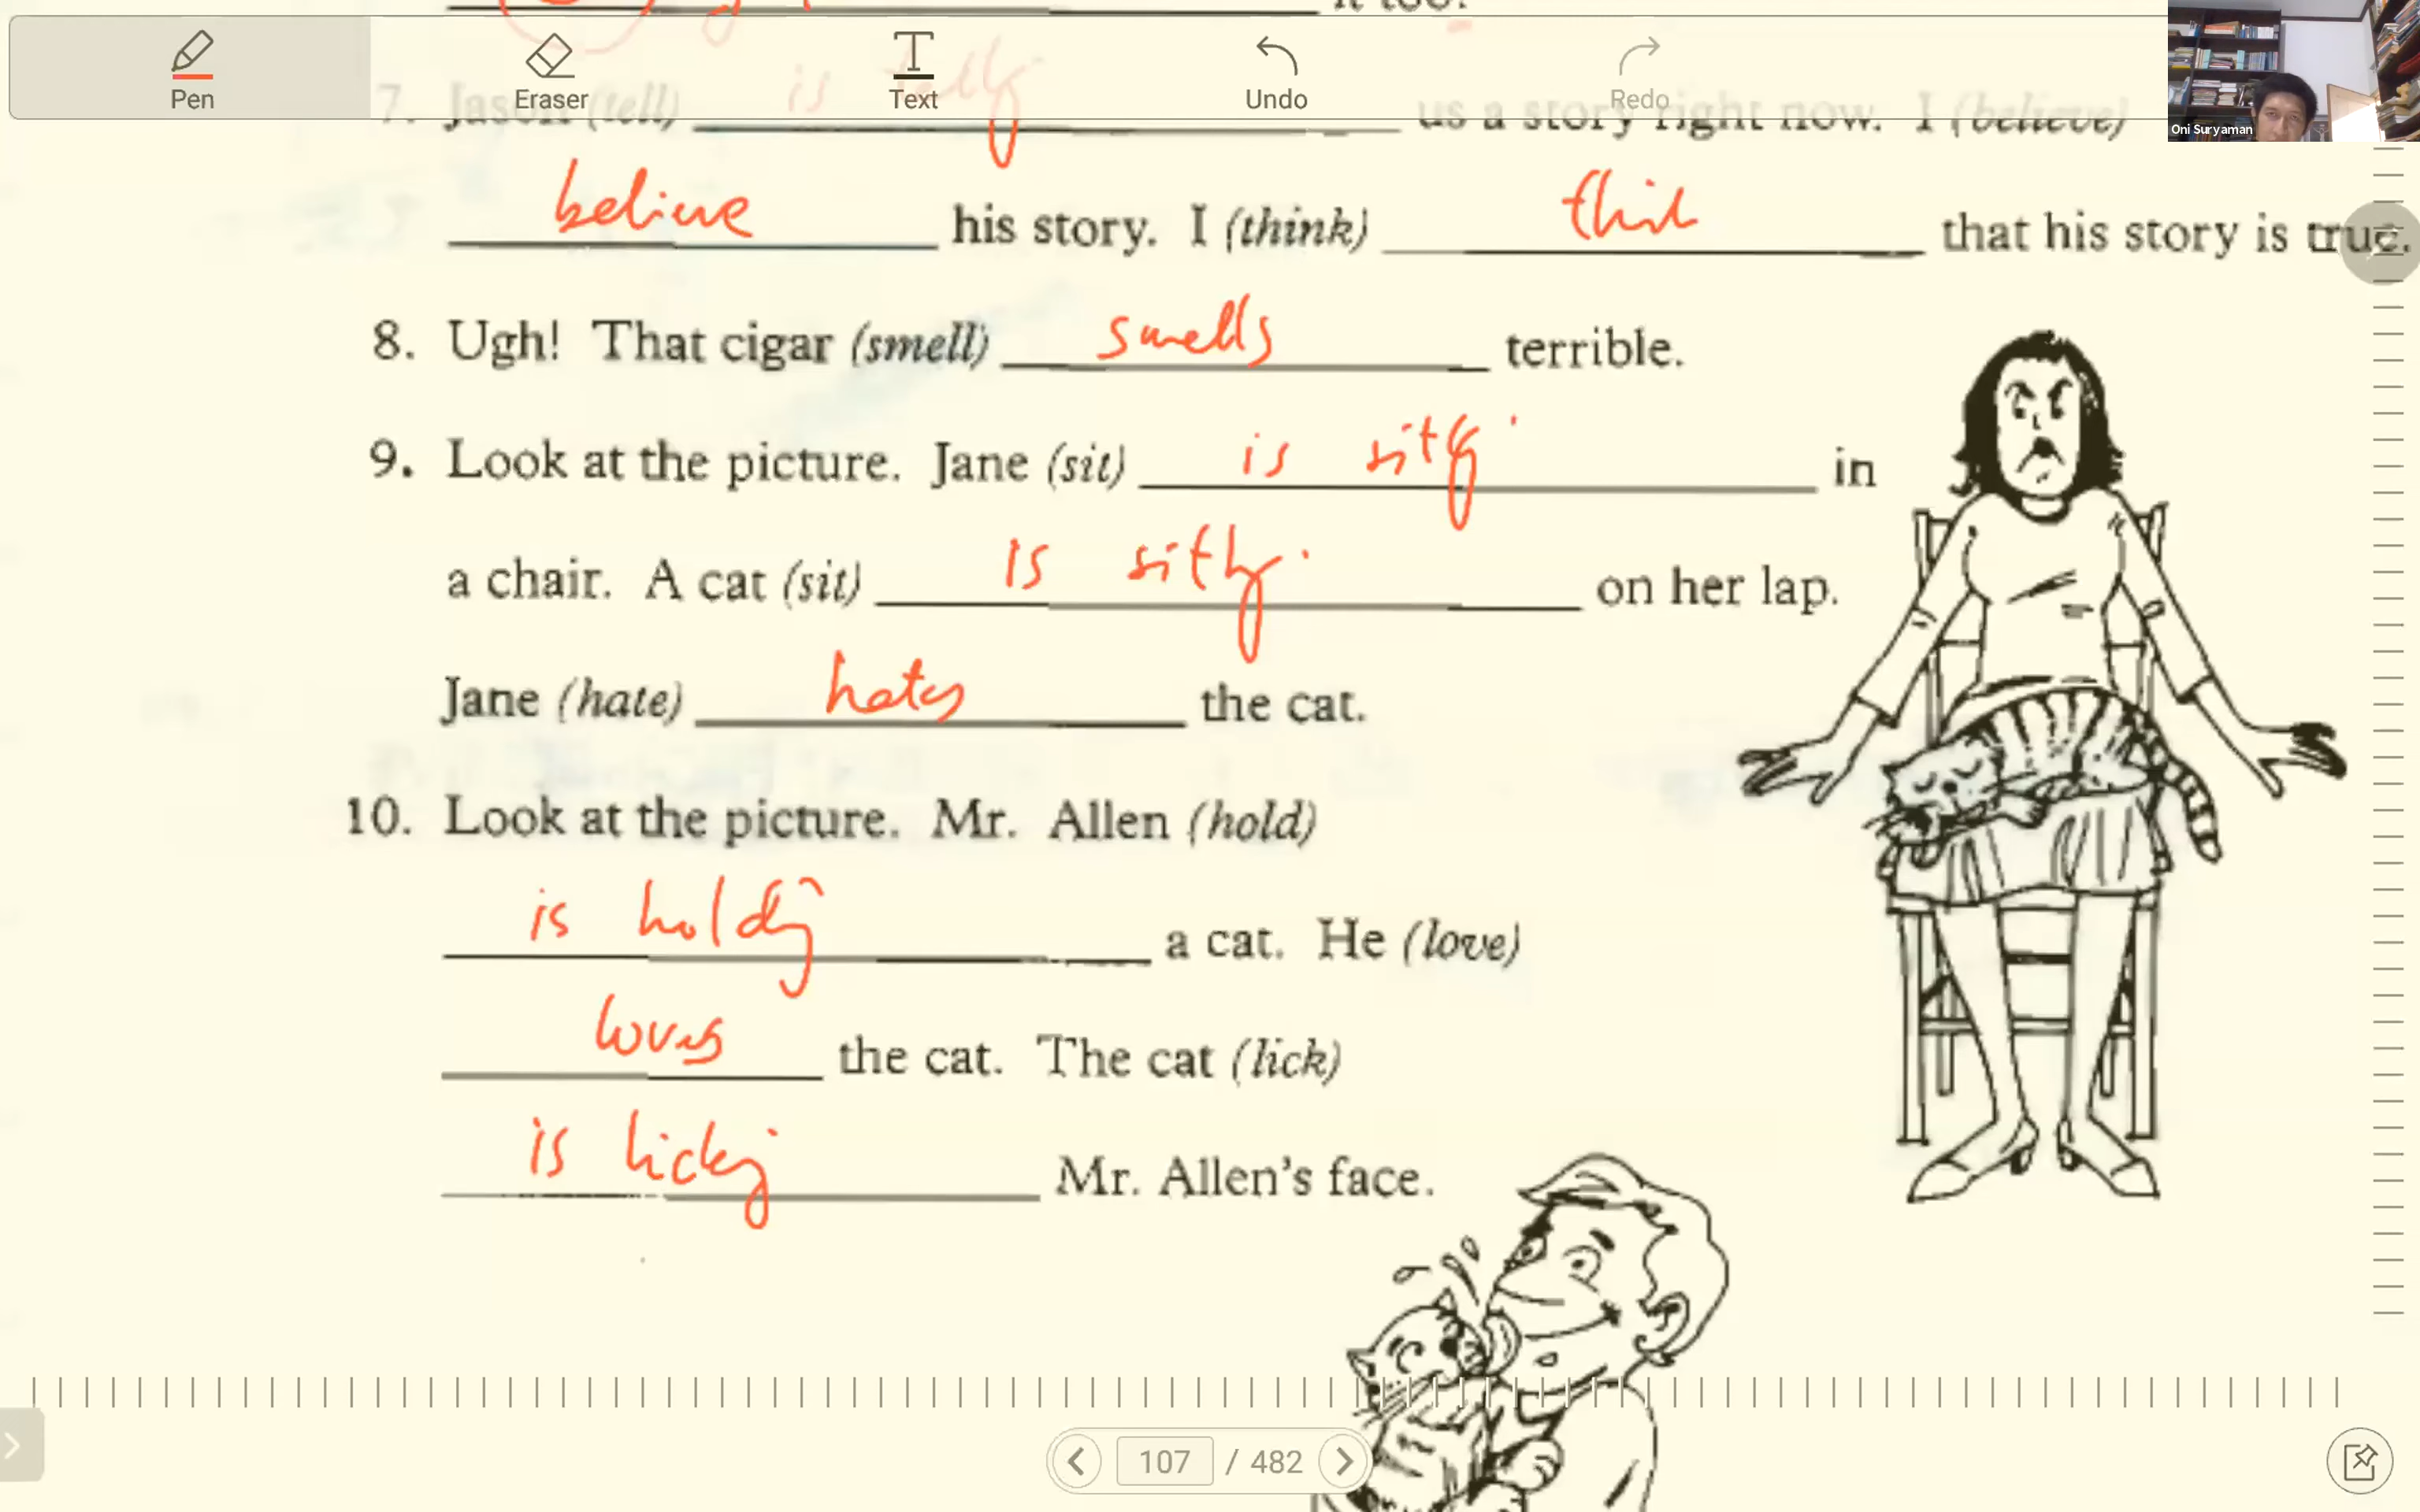 it too.
Pen Eraser Text Undo Redo
Oni Suryaman
7. Jason (tell) is us a story right now. I (believe)
believe his story. I (think) think that his story is true.
8. Ugh! That cigar (smell) smells terrible.
9. Look at the picture. Jane (sit) is sitting in
a chair. A cat (sit) is sitting on her lap.
Jane (hate) hates the cat.
10. Look at the picture. Mr. Allen (hold)
is holding a cat. He (love)
loves the cat. The cat (lick)
is licking Mr. Allen's face.
107 / 482